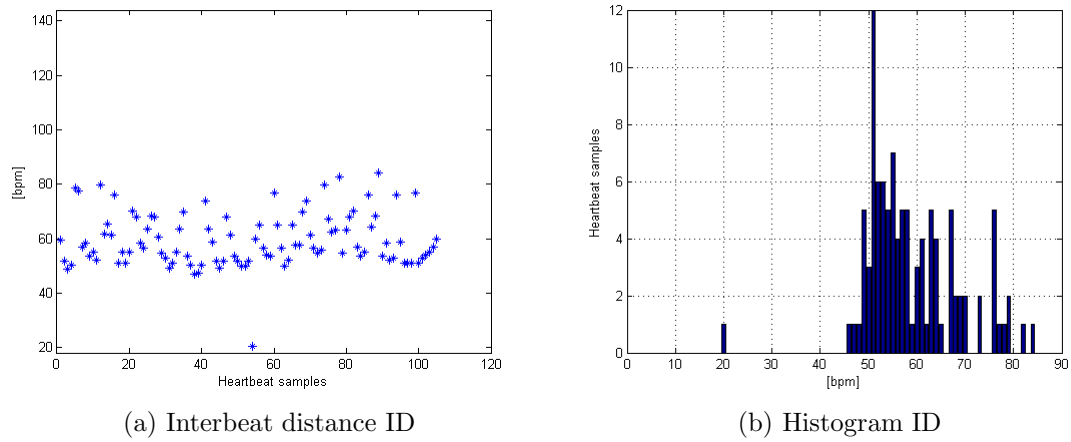 140
120
100
80
60
40
20
[bpm]
0 20 40 60 80 100 120
Heartbeat samples
(a) Interbeat distance ID
12
10
8
6
4
2
0
Heartbeat samples
0 10 20 30 40 50 60 70 80 90
[bpm]
(b) Histogram ID